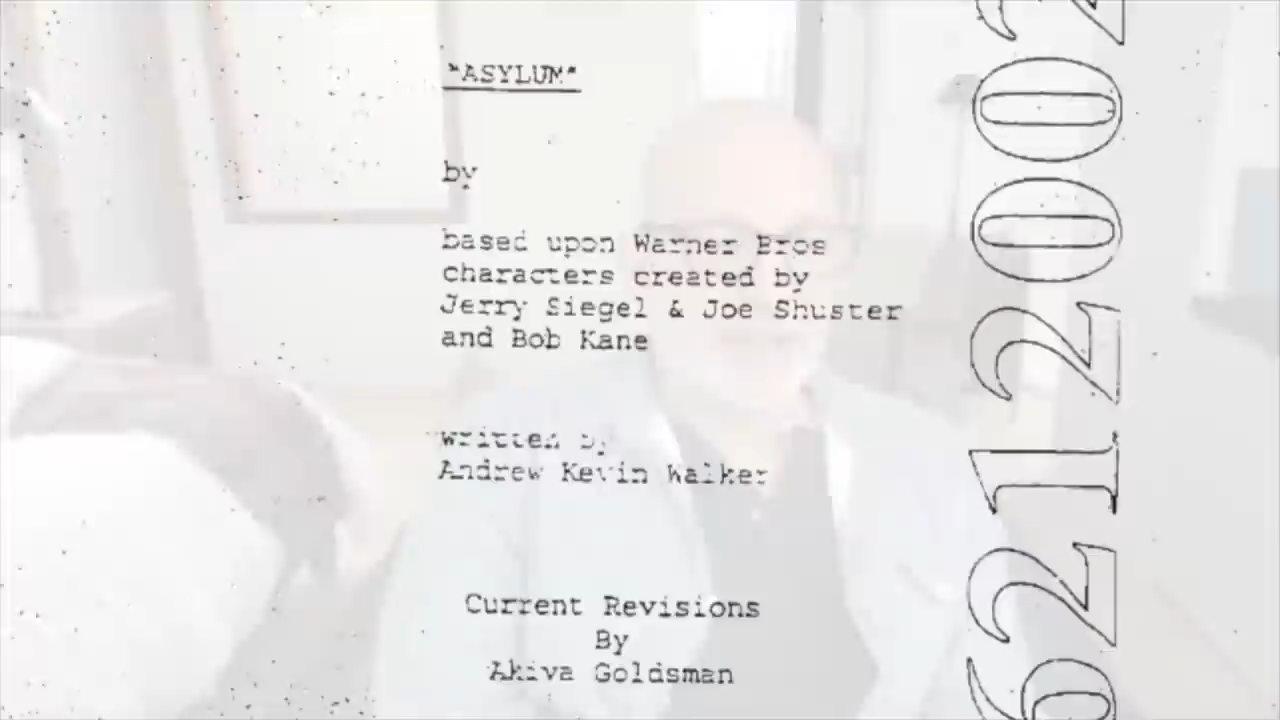 "ASYLUM"
by
based upon Warner Bros
characters created by
Jerry Siegel & Joe Shuster
and Bob Kane
written by
Andrew Kevin Walker
Current Revisions
By
Akiva Goldsman
6212002